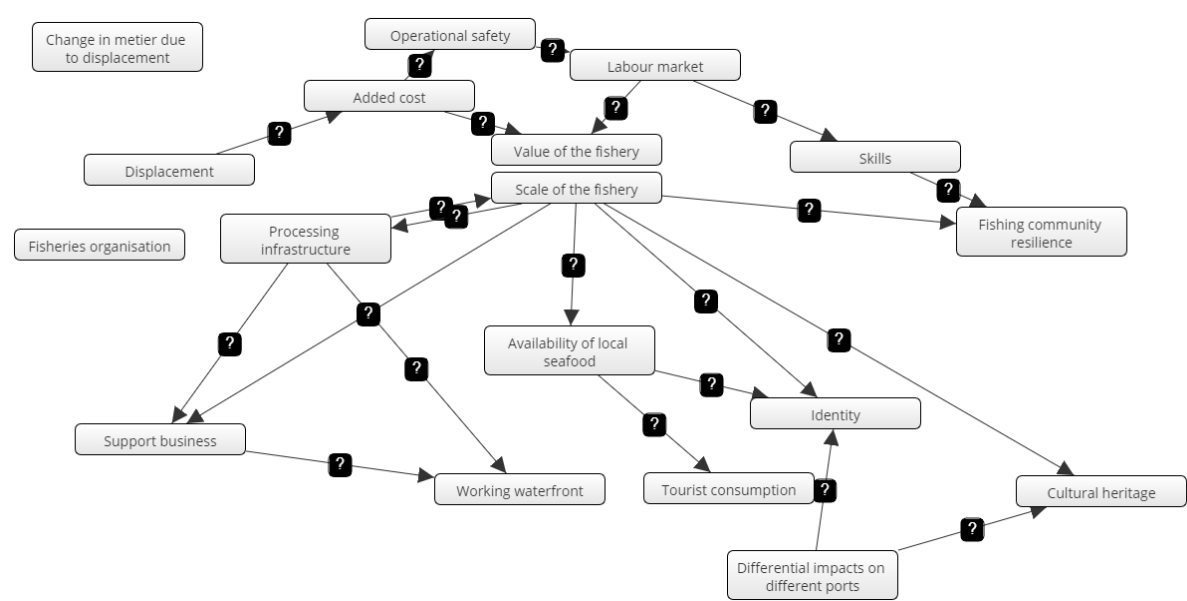 Change in metier due
to displacement
Operational safety
?
?
Labour market
?
Added cost
?
?
?
?
Displacement
Value of the fishery
Skills
Scale of the fishery
?
?
?
?
Processing
infrastructure
Fishing community
resilience
Fisheries organisation
?
?
?
?
?
?
Availability of local
seafood
?
?
?
Identity
Support business
?
Working waterfront
Tourist consumption
?
Cultural heritage
?
Differential impacts on
different ports